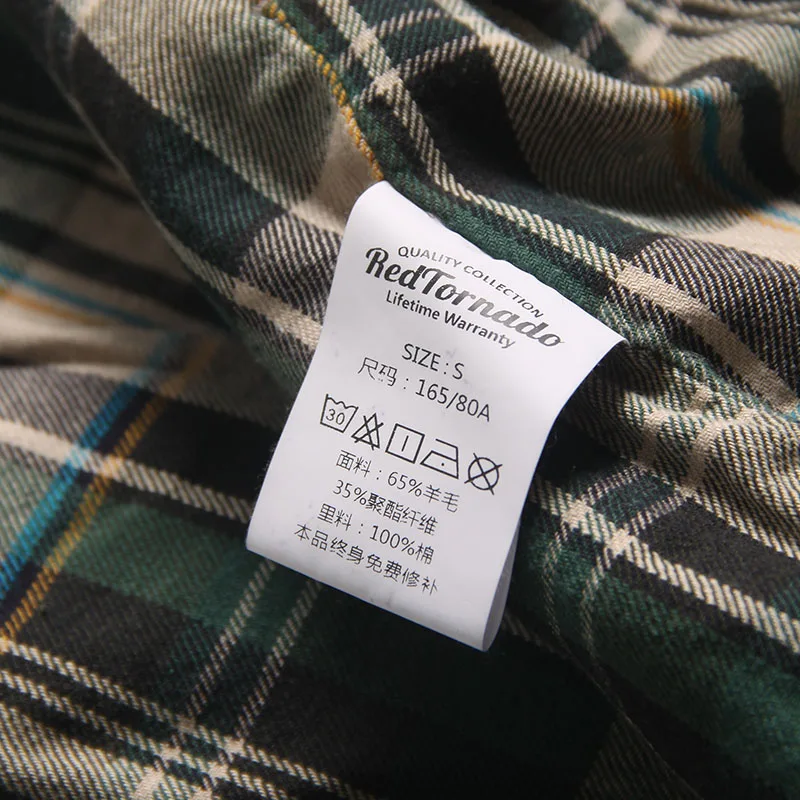 QUALITY COLLECTION
RedTornado
Lifetime Warranty
SIZE:S
尺码:165/80A
30
面料:65%羊毛
35%聚酯纤维
里料:100%棉
本品终身免费修补